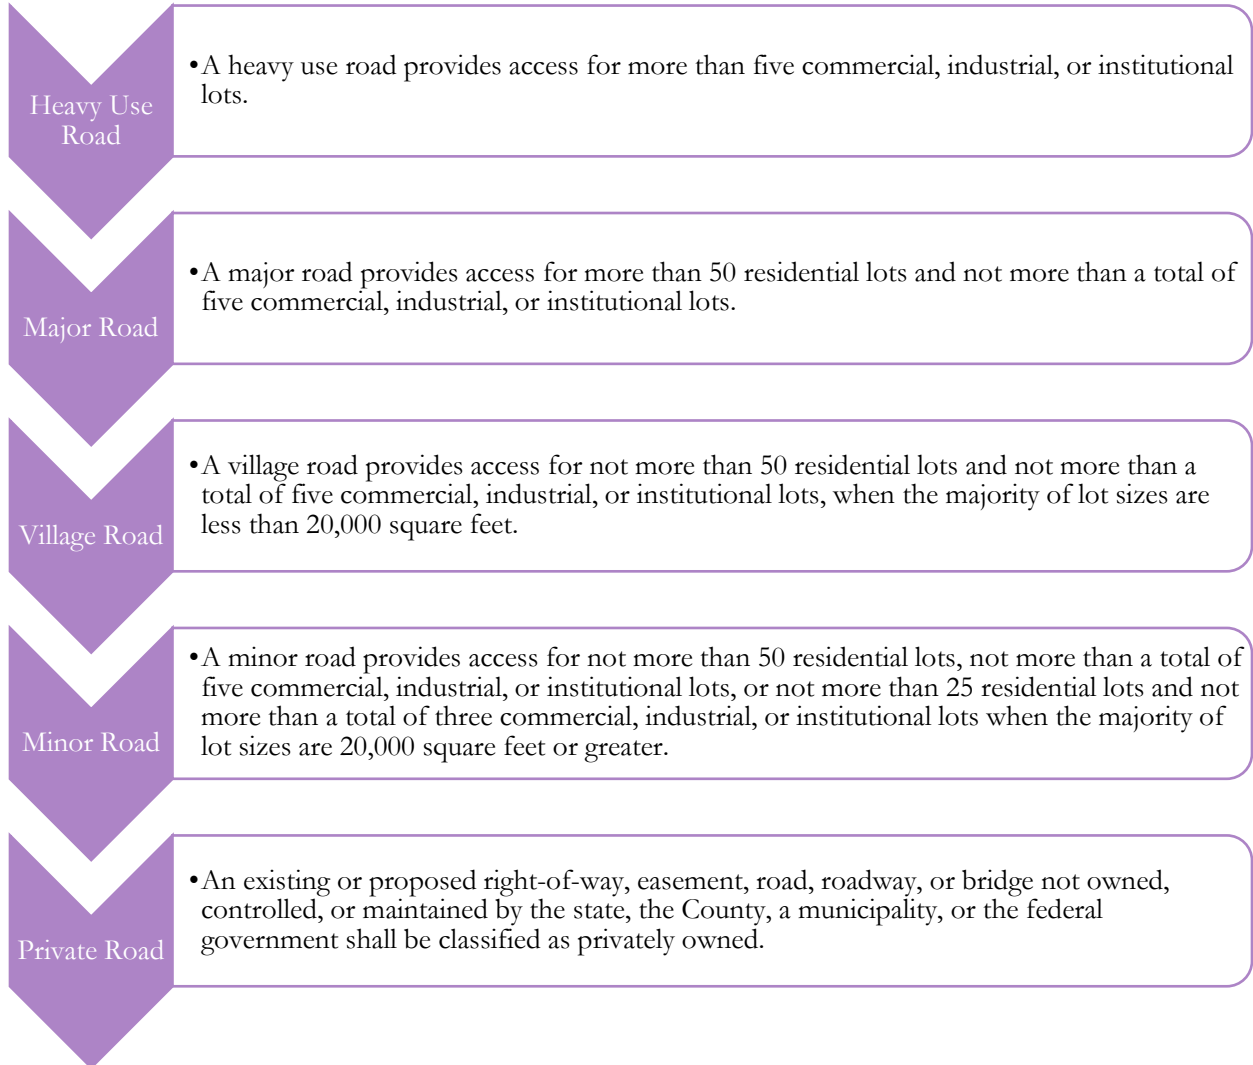 Heavy Use
Road
•A heavy use road provides access for more than five commercial, industrial, or institutional
lots.
Major Road
•A major road provides access for more than 50 residential lots and not more than a total of
five commercial, industrial, or institutional lots.
Village Road
•A village road provides access for not more than 50 residential lots and not more than a
total of five commercial, industrial, or institutional lots, when the majority of lot sizes are
less than 20,000 square feet.
Minor Road
•A minor road provides access for not more than 50 residential lots, not more than a total of
five commercial, industrial, or institutional lots, or not more than 25 residential lots and not
more than a total of three commercial, industrial, or institutional lots when the majority of
lot sizes are 20,000 square feet or greater.
Private Road
•An existing or proposed right-of-way, easement, road, roadway, or bridge not owned,
controlled, or maintained by the state, the County, a municipality, or the federal
government shall be classified as privately owned.